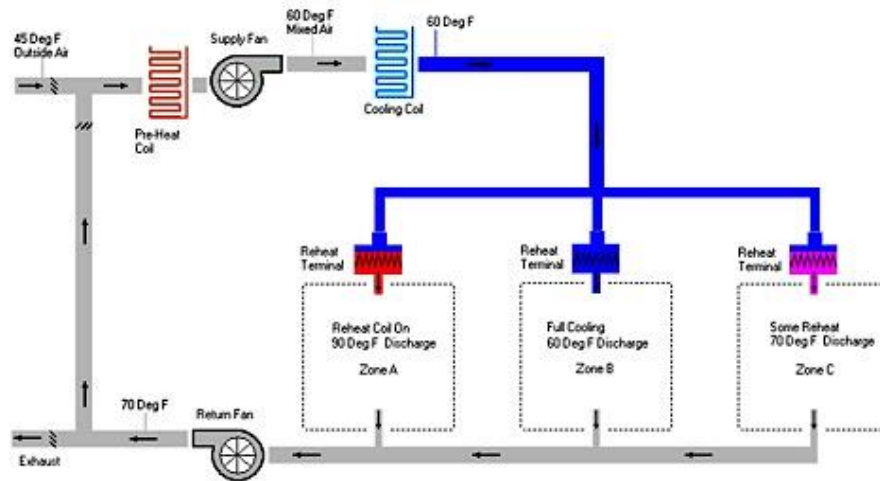 45 Deg F
Outside Air
Supply Fan
60 Deg F
Mixed Air
60 Deg F
Pre-Heat
Coil
Cooling Coil
Reheat
Terminal
Reheat
Terminal
Reheat
Terminal
Reheat Coil On
90 Deg F Discharge
Zone A
Full Cooling
60 Deg F Discharge
Zone B
Some Reheat
70 Deg F Discharge
Zone C
70 Deg F
Return Fan
Exhaust